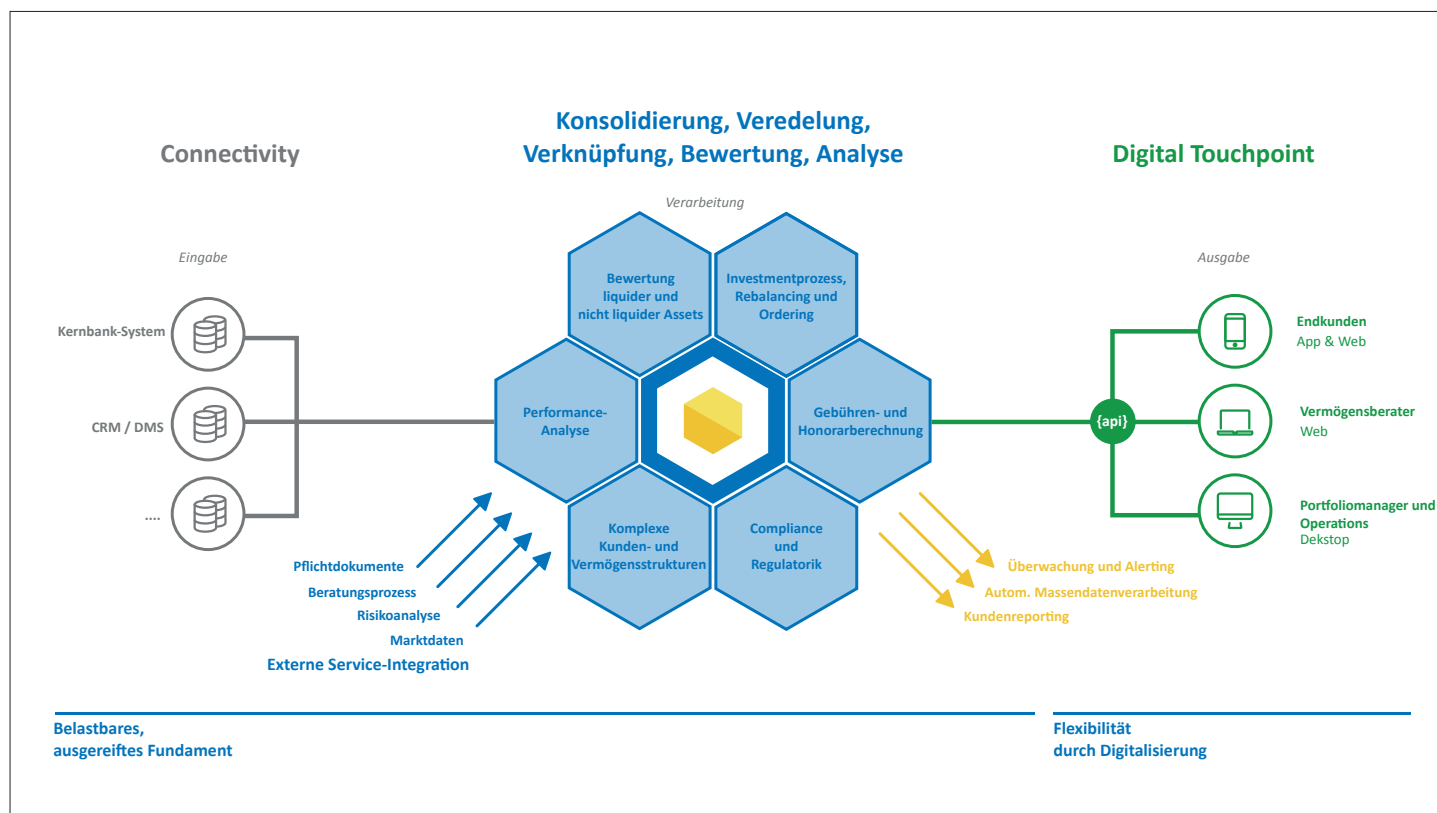 Connectivity
Konsolidierung, Veredelung,
Verknüpfung, Bewertung, Analyse
Digital Touchpoint
Verarbeitung
Eingabe
Ausgabe
Kernbank-System
CRM / DMS
....
Bewertung
liquider und
nicht liquider Assets
Investmentprozess,
Rebalancing und
Ordering
Performance-
Analyse
Gebühren- und
Honorarberechnung
Komplexe
Kunden- und
Vermögensstrukturen
Compliance
und
Regulatorik
{api}
Endkunden
App & Web
Vermögensberater
Web
Portfoliomanager und
Operations
Dekstop
Pflichtdokumente
Beratungsprozess
Risikoanalyse
Marktdaten
Externe Service-Integration
Überwachung und Alerting
Autom. Massendatenverarbeitung
Kundenreporting
Belastbares,
ausgereiftes Fundament
Flexibilität
durch Digitalisierung